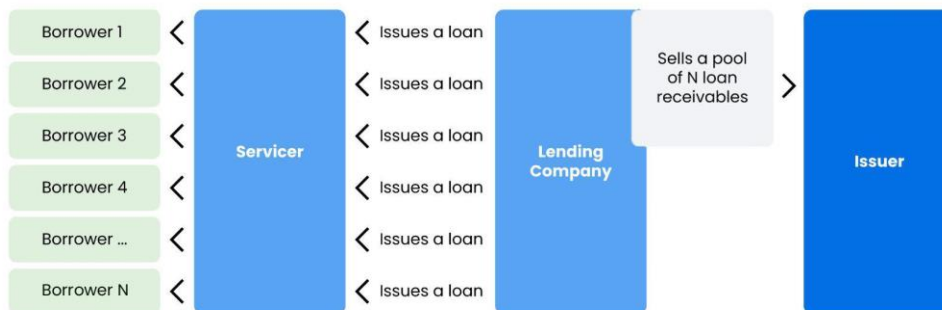 Borrower 1
Issues a loan
Borrower 2
Issues a loan
Borrower 3
Issues a loan
Borrower 4
Issues a loan
Borrower ...
Issues a loan
Borrower N
Issues a loan
Servicer
Lending
Company
Sells a pool
of N loan
receivables
Issuer